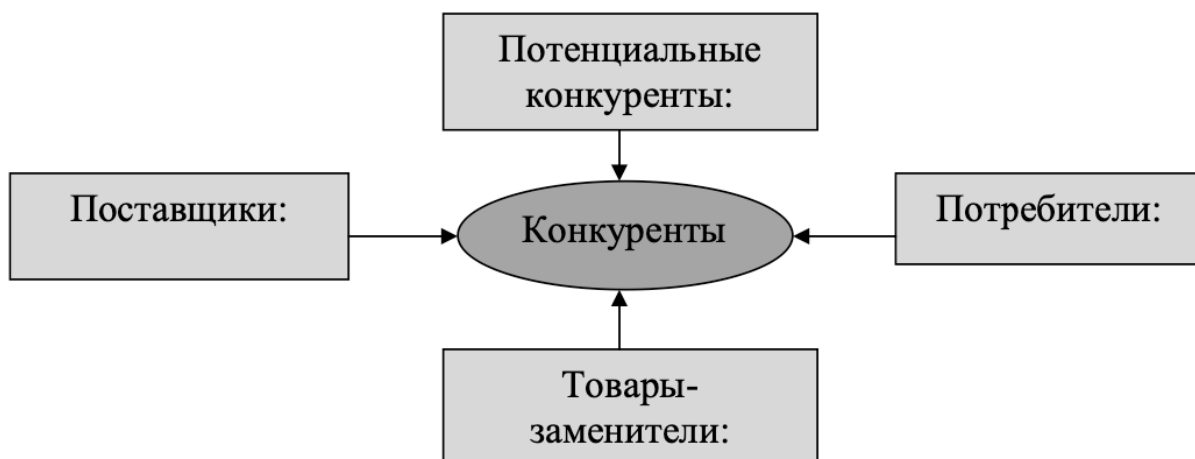 Потенциальные
конкуренты:
Поставщики:
Конкуренты
Потребители:
Товары-
заменители: